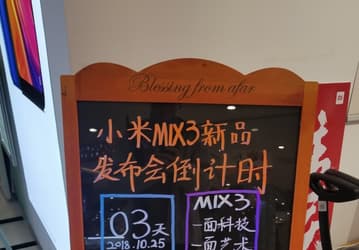 Blessing from afar
小米MIX3新品
发布会倒计时
03天
2018.10.25
MIX3
一面科技
一面艺术